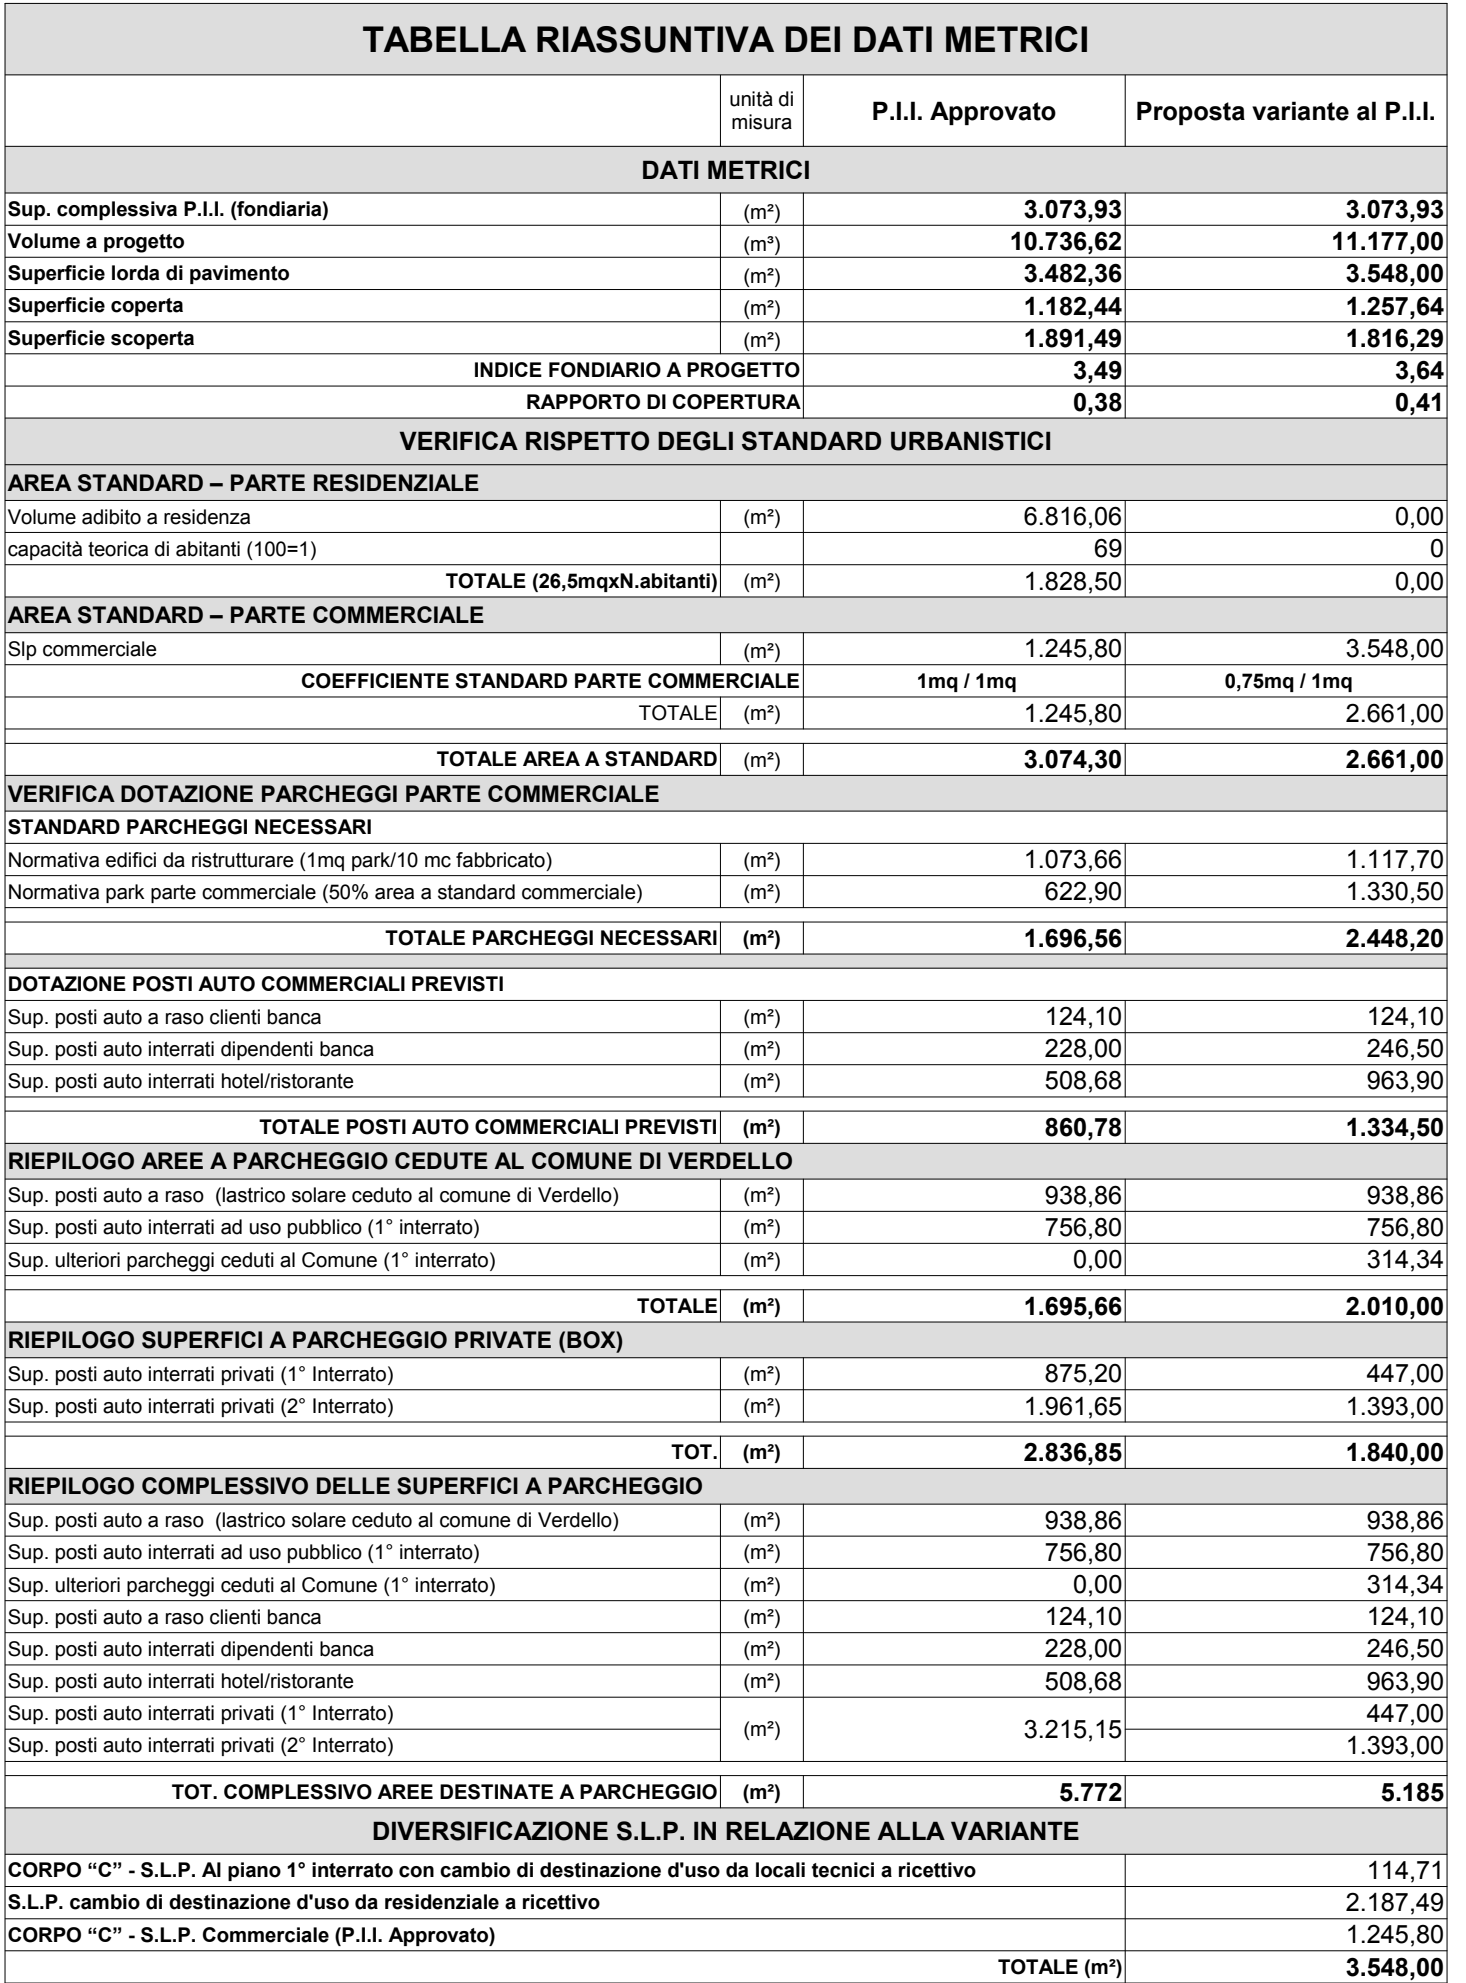 TABELLA RIASSUNTIVA DEI DATI METRICI
unità di misura P.I.I. Approvato Proposta variante al P.I.I.
DATI METRICI
Sup. complessiva P.I.I. (fondiaria) (m²) 3.073,93 3.073,93
Volume a progetto (m³) 10.736,62 11.177,00
Superficie lorda di pavimento (m²) 3.482,36 3.548,00
Superficie coperta (m²) 1.182,44 1.257,64
Superficie scoperta (m²) 1.891,49 1.816,29
INDICE FONDIARIO A PROGETTO 3,49 3,64
RAPPORTO DI COPERTURA 0,38 0,41
VERIFICA RISPETTO DEGLI STANDARD URBANISTICI
AREA STANDARD – PARTE RESIDENZIALE
Volume adibito a residenza (m²) 6.816,06 0,00
capacità teorica di abitanti (100=1) 69 0
TOTALE (26,5mqxN.abitanti) (m²) 1.828,50 0,00
AREA STANDARD – PARTE COMMERCIALE
Slp commerciale (m²) 1.245,80 3.548,00
COEFFICIENTE STANDARD PARTE COMMERCIALE 1mq / 1mq 0,75mq / 1mq
TOTALE (m²) 1.245,80 2.661,00
TOTALE AREA A STANDARD (m²) 3.074,30 2.661,00
VERIFICA DOTAZIONE PARCHEGGI PARTE COMMERCIALE
STANDARD PARCHEGGI NECESSARI
Normativa edifici da ristrutturare (1mq park/10 mc fabbricato) (m²) 1.073,66 1.117,70
Normativa park parte commerciale (50% area a standard commerciale) (m²) 622,90 1.330,50
TOTALE PARCHEGGI NECESSARI (m²) 1.696,56 2.448,20
DOTAZIONE POSTI AUTO COMMERCIALI PREVISTI
Sup. posti auto a raso clienti banca (m²) 124,10 124,10
Sup. posti auto interrati dipendenti banca (m²) 228,00 246,50
Sup. posti auto interrati hotel/ristorante (m²) 508,68 963,90
TOTALE POSTI AUTO COMMERCIALI PREVISTI (m²) 860,78 1.334,50
RIEPILOGO AREE A PARCHEGGIO CEDUTE AL COMUNE DI VERDELLO
Sup. posti auto a raso (lastrico solare ceduto al comune di Verdello) (m²) 938,86 938,86
Sup. posti auto interrati ad uso pubblico (1° interrato) (m²) 756,80 756,80
Sup. ulteriori parcheggi ceduti al Comune (1° interrato) (m²) 0,00 314,34
TOTALE (m²) 1.695,66 2.010,00
RIEPILOGO SUPERFICI A PARCHEGGIO PRIVATE (BOX)
Sup. posti auto interrati privati (1° Interrato) (m²) 875,20 447,00
Sup. posti auto interrati privati (2° Interrato) (m²) 1.961,65 1.393,00
TOT. (m²) 2.836,85 1.840,00
RIEPILOGO COMPLESSIVO DELLE SUPERFICI A PARCHEGGIO
Sup. posti auto a raso (lastrico solare ceduto al comune di Verdello) (m²) 938,86 938,86
Sup. posti auto interrati ad uso pubblico (1° interrato) (m²) 756,80 756,80
Sup. ulteriori parcheggi ceduti al Comune (1° interrato) (m²) 0,00 314,34
Sup. posti auto a raso clienti banca (m²) 124,10 124,10
Sup. posti auto interrati dipendenti banca (m²) 228,00 246,50
Sup. posti auto interrati hotel/ristorante (m²) 508,68 963,90
Sup. posti auto interrati privati (1° Interrato) (m²) 3.215,15 447,00
Sup. posti auto interrati privati (2° Interrato) 1.393,00
TOT. COMPLESSIVO AREE DESTINATE A PARCHEGGIO (m²) 5.772 5.185
DIVERSIFICAZIONE S.L.P. IN RELAZIONE ALLA VARIANTE
CORPO “C” - S.L.P. Al piano 1° interrato con cambio di destinazione d'uso da locali tecnici a ricettivo 114,71
S.L.P. cambio di destinazione d'uso da residenziale a ricettivo 2.187,49
CORPO “C” - S.L.P. Commerciale (P.I.I. Approvato) 1.245,80
TOTALE (m²) 3.548,00